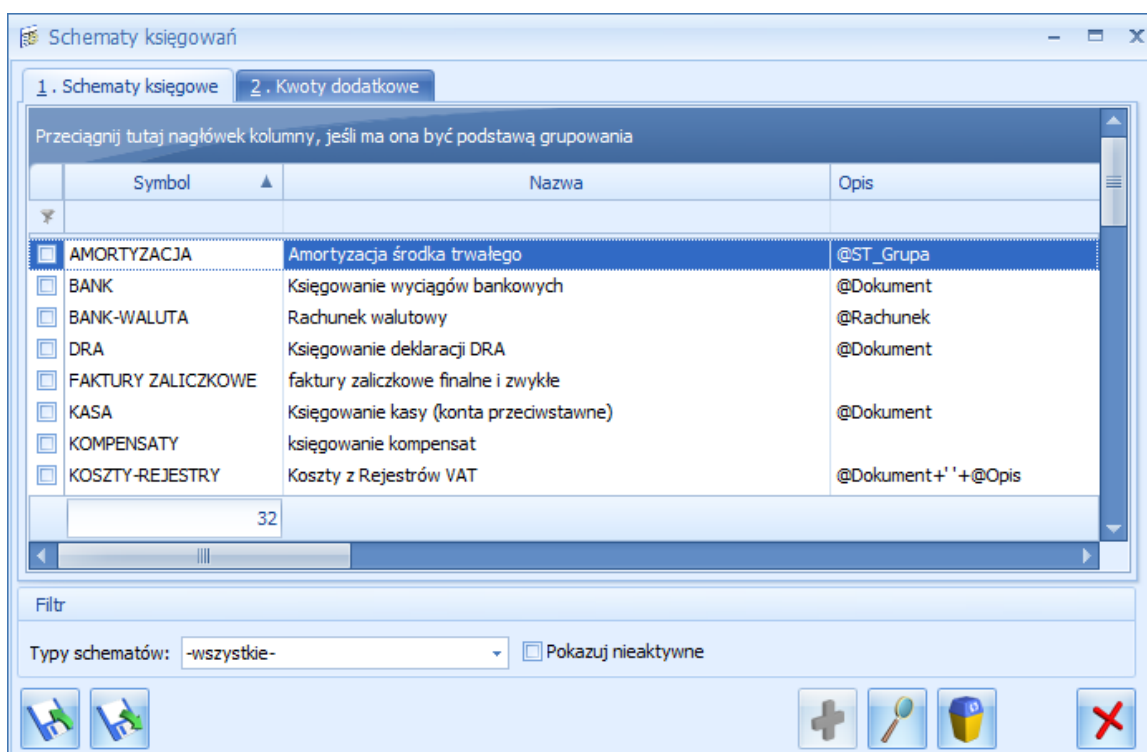 Schematy księgowań
1 . Schematy księgowe 2 . Kwoty dodatkowe
Przeciągnij tutaj nagłówek kolumny, jeśli ma ona być podstawą grupowania
Symbol Nazwa Opis
AMORTYZACJA Amortyzacja środka trwałego @ST_Grupa
BANK Księgowanie wyciągów bankowych @Dokument
BANK-WALUTA Rachunek walutowy @Rachunek
DRA Księgowanie deklaracji DRA @Dokument
FAKTURY ZALICZKOWE faktury zaliczkowe finalne i zwykłe
KASA Księgowanie kasy (konta przeciwstawne) @Dokument
KOMPENSATY księgowanie kompensat
KOSZTY-REJESTRY Koszty z Rejestrów VAT @Dokument+' '+@Opis
32
Filtr
Typy schematów: -wszystkie- Pokazuj nieaktywne